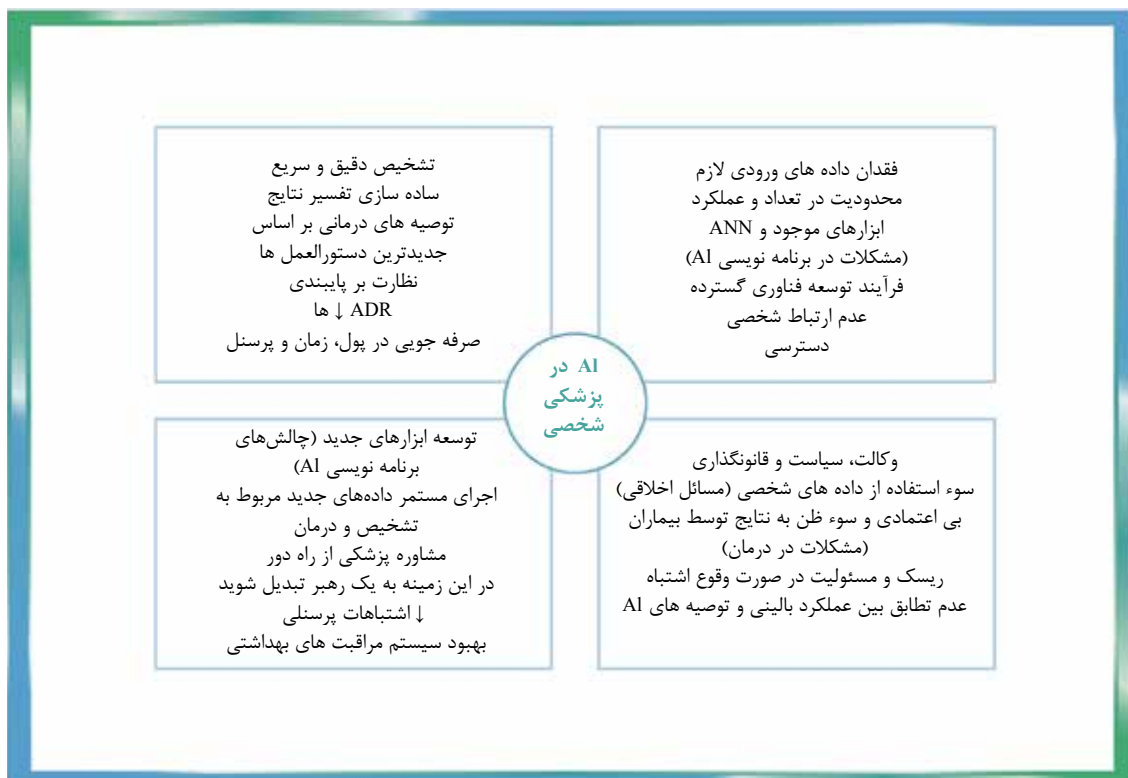 فقدان داده های ورودی لازم
محدودیت در تعداد و عملکرد
ابزارهای موجود و ANN
(مشکلات در برنامه نویسی AI)
فرآیند توسعه فناوری گسترده
عدم ارتباط شخصی
دسترسی
تشخیص دقیق و سریع
ساده سازی تفسیر نتایج
توصیه های درمانی بر اساس
جدیدترین دستورالعمل ها
نظارت بر پایبندی
ADR ↓ ها
صرفه جویی در پول، زمان و پرسنل
AI در
پزشکی
شخصی
وکالت، سیاست و قانونگذاری
سوء استفاده از داده های شخصی (مسائل اخلاقی)
بی اعتمادی و سوء ظن به نتایج توسط بیماران
(مشکلات در درمان)
ریسک و مسئولیت در صورت وقوع اشتباه
عدم تطابق بین عملکرد بالینی و توصیه های AI
توسعه ابزارهای جدید (چالش‌های
برنامه نویسی AI)
اجرای مستمر داده‌های جدید مربوط به
تشخیص و درمان
مشاوره پزشکی از راه دور
در این زمینه به یک رهبر تبدیل شوید
↓ اشتباهات پرسنلی
بهبود سیستم مراقبت های بهداشتی